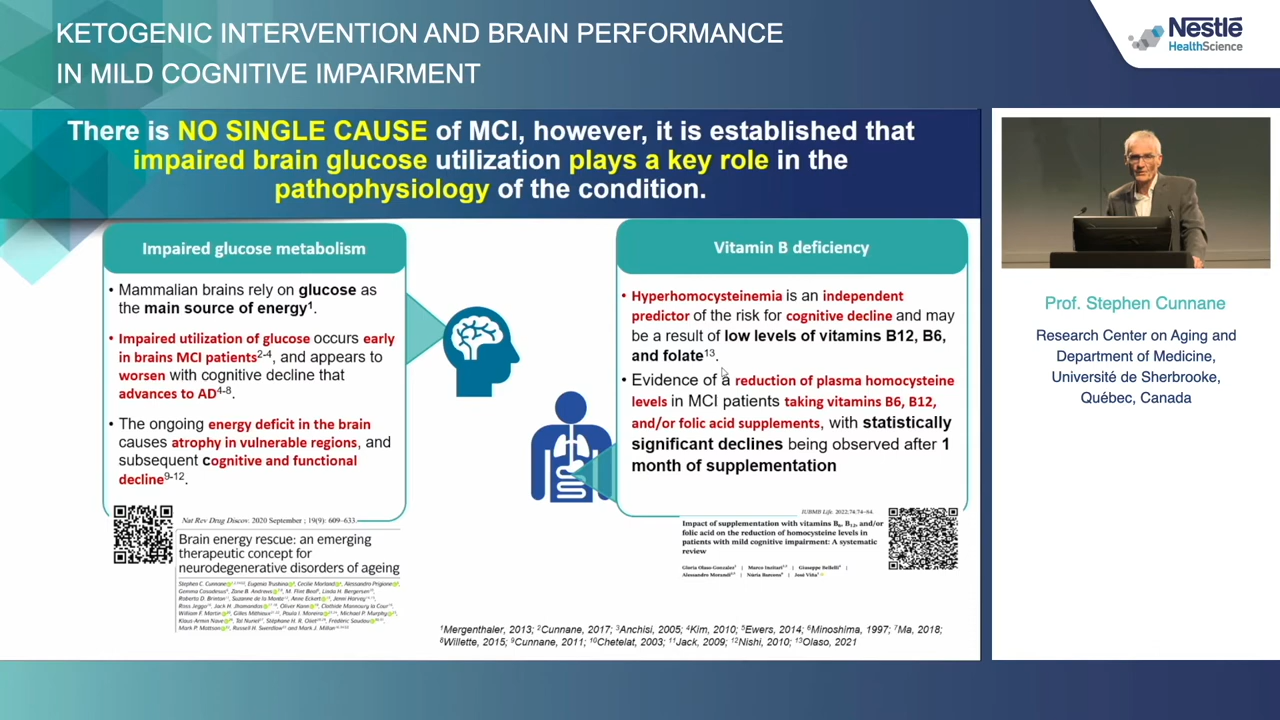 KETOGENIC INTERVENTION AND BRAIN PERFORMANCE
IN MILD COGNITIVE IMPAIRMENT
Nestlé
HealthScience
There is NO SINGLE CAUSE of MCI, however, it is established that
impaired brain glucose utilization plays a key role in the
pathophysiology of the condition.
Impaired glucose metabolism
• Mammalian brains rely on glucose as
the main source of energy¹.
• Impaired utilization of glucose occurs early
in brains MCI patients²⁻⁴, and appears to
worsen with cognitive decline that
advances to AD⁴⁻⁸.
• The ongoing energy deficit in the brain
causes atrophy in vulnerable regions, and
subsequent cognitive and functional
decline⁹⁻¹².
Nat Rev Drug Discov. 2020 September ; 19(9): 609–633.
Brain energy rescue: an emerging
therapeutic concept for
neurodegenerative disorders of ageing
Vitamin B deficiency
• Hyperhomocysteinemia is an independent
predictor of the risk for cognitive decline and may
be a result of low levels of vitamins B12, B6,
and folate¹³.
• Evidence of a reduction of plasma homocysteine
levels in MCI patients taking vitamins B6, B12,
and/or folic acid supplements, with statistically
significant declines being observed after 1
month of supplementation
IUBMB Life. 2022;74:74–84.
Impact of supplementation with vitamins B₆, B₁₂, and/or
folic acid on the reduction of homocysteine levels in
patients with mild cognitive impairment: A systematic
review
¹Mergenthaler, 2013; ²Cunnane, 2017; ³Anchisi, 2005; ⁴Kim, 2010; ⁵Ewers, 2014; ⁶Minoshima, 1997; ⁷Ma, 2018;
⁸Willette, 2015; ⁹Cunnane, 2011; ¹⁰Chetelat, 2003; ¹¹Jack, 2009; ¹²Nishi, 2010; ¹³Olaso, 2021
Prof. Stephen Cunnane
Research Center on Aging and
Department of Medicine,
Université de Sherbrooke,
Québec, Canada